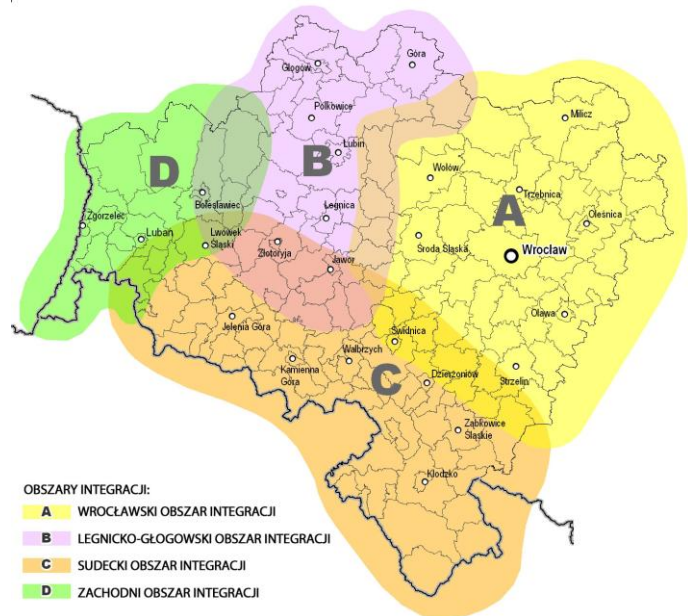 Głogów
Góra
Polkowice
Milicz
Lubin
B
D
Wołów
Bolesławiec
Trzebnica
A
Legnica
Oleśnica
Zgorzelec
Lubań
Lwówek
Śląski
Złotoryja
Środa Śląska
Wrocław
Jawor
Jelenia Góra
Oława
Świdnica
Wałbrzych
Kamienna
Góra
C
Dzierżoniów
Strzelin
Ząbkowice
Śląskie
Kłodzko
OBSZARY INTEGRACJI:
A WROCŁAWSKI OBSZAR INTEGRACJI
B LEGNICKO-GŁOGOWSKI OBSZAR INTEGRACJI
C SUDECKI OBSZAR INTEGRACJI
D ZACHODNI OBSZAR INTEGRACJI